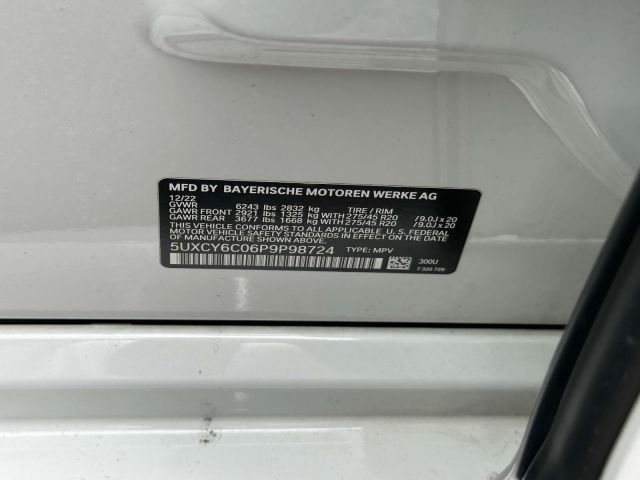 MFD BY BAYERISCHE MOTOREN WERKE AG
12/22
GVWR 6243 lbs 2832 kg TIRE / RIM
GAWR FRONT 2921 lbs 1325 kg WITH 275/45 R20 /9.0J x 20
GAWR REAR 3677 lbs 1668 kg WITH 275/45 R20 /9.0J x 20
THIS VEHICLE CONFORMS TO ALL APPLICABLE U.S. FEDERAL
MOTOR VEHICLE SAFETY STANDARDS IN EFFECT ON THE
DATE OF MANUFACTURE SHOWN ABOVE.
5UXCY6C06P9P98724 TYPE: MPV
300U
7 320 729